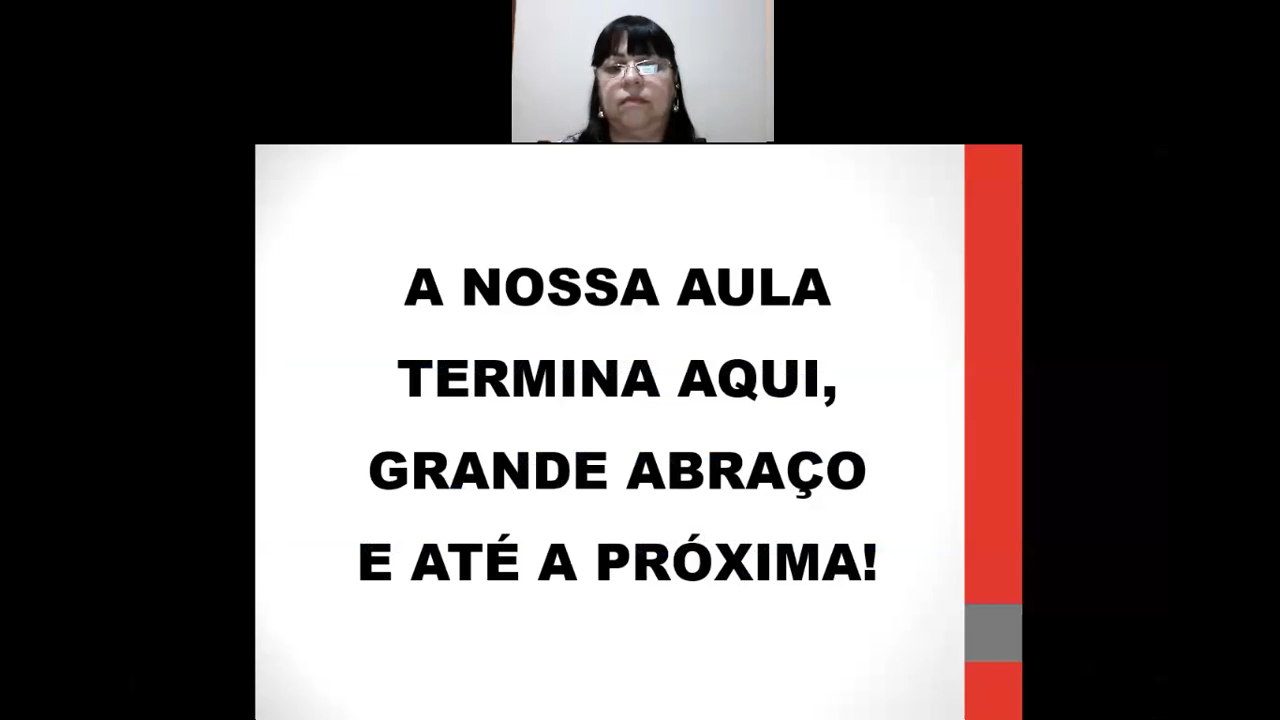 A NOSSA AULA
TERMINA AQUI,
GRANDE ABRAÇO
E ATÉ A PRÓXIMA!